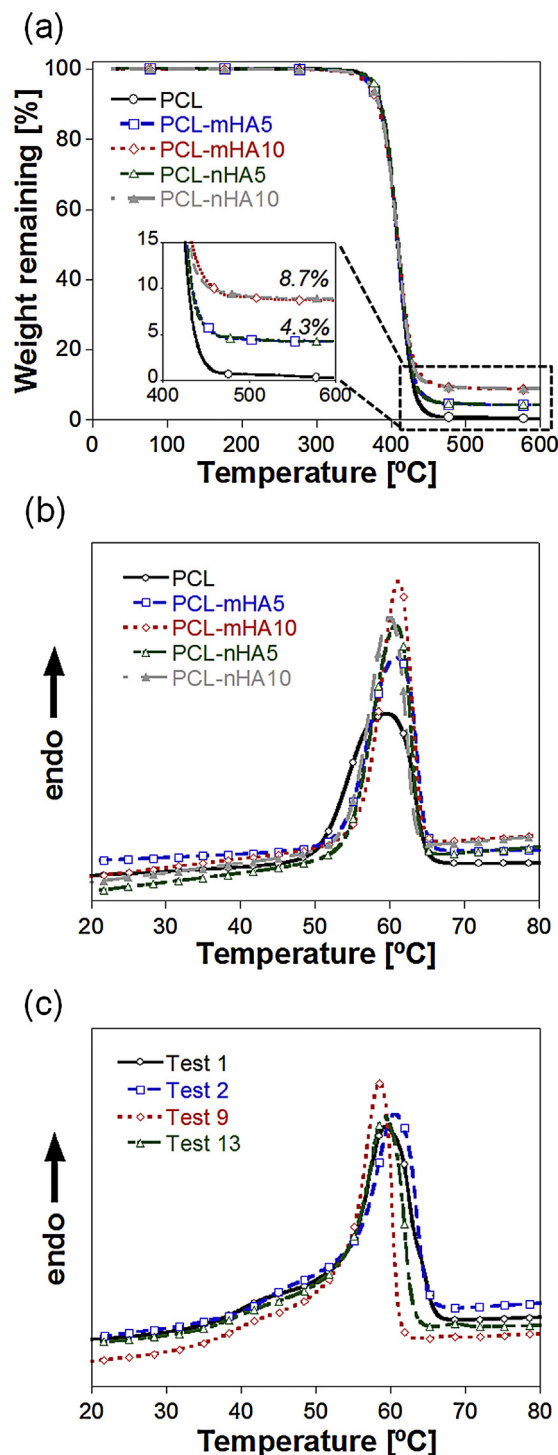 (a)
100
80
60
40
20
0
Weight remaining [%]
PCL
PCL-mHA5
PCL-mHA10
PCL-nHA5
PCL-nHA10
15
10
5
0
8.7%
4.3%
400 450 500 550 600
0 100 200 300 400 500 600
Temperature [ºC]
(b)
PCL
PCL-mHA5
PCL-mHA10
PCL-nHA5
PCL-nHA10
endo
20 30 40 50 60 70 80
Temperature [ºC]
(c)
Test 1
Test 2
Test 9
Test 13
endo
20 30 40 50 60 70 80
Temperature [ºC]